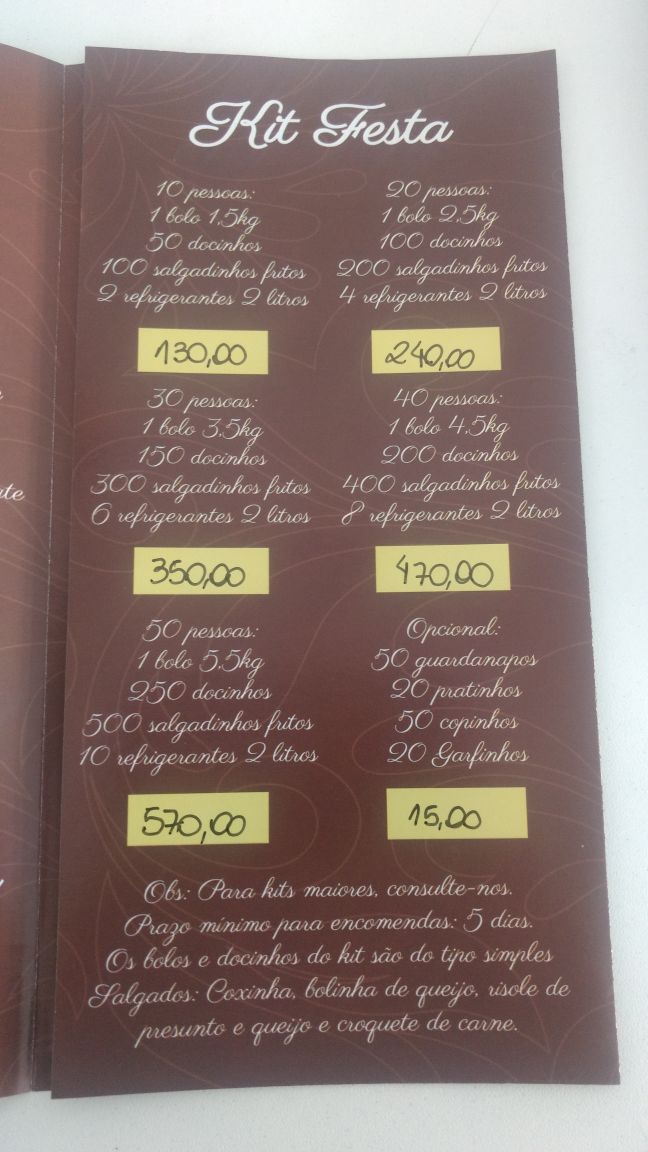 Kit Festa
10 pessoas:
1 bolo 1,5kg
50 docinhos
100 salgadinhos fritos
2 refrigerantes 2 litros
130,00
20 pessoas:
1 bolo 2,5kg
100 docinhos
200 salgadinhos fritos
4 refrigerantes 2 litros
240,00
30 pessoas:
1 bolo 3,5kg
150 docinhos
300 salgadinhos fritos
6 refrigerantes 2 litros
350,00
40 pessoas:
1 bolo 4,5kg
200 docinhos
400 salgadinhos fritos
8 refrigerantes 2 litros
470,00
50 pessoas:
1 bolo 5,5kg
250 docinhos
500 salgadinhos fritos
10 refrigerantes 2 litros
570,00
Opcional:
50 guardanapos
20 pratinhos
50 copinhos
20 Garfinhos
15,00
Obs.: Para kits maiores, consulte-nos.
Prazo mínimo para encomendas: 5 dias.
Os bolos e docinhos do kit são do tipo simples
Salgados: Coxinha, bolinha de queijo, risole de
presunto e queijo e croquete de carne.